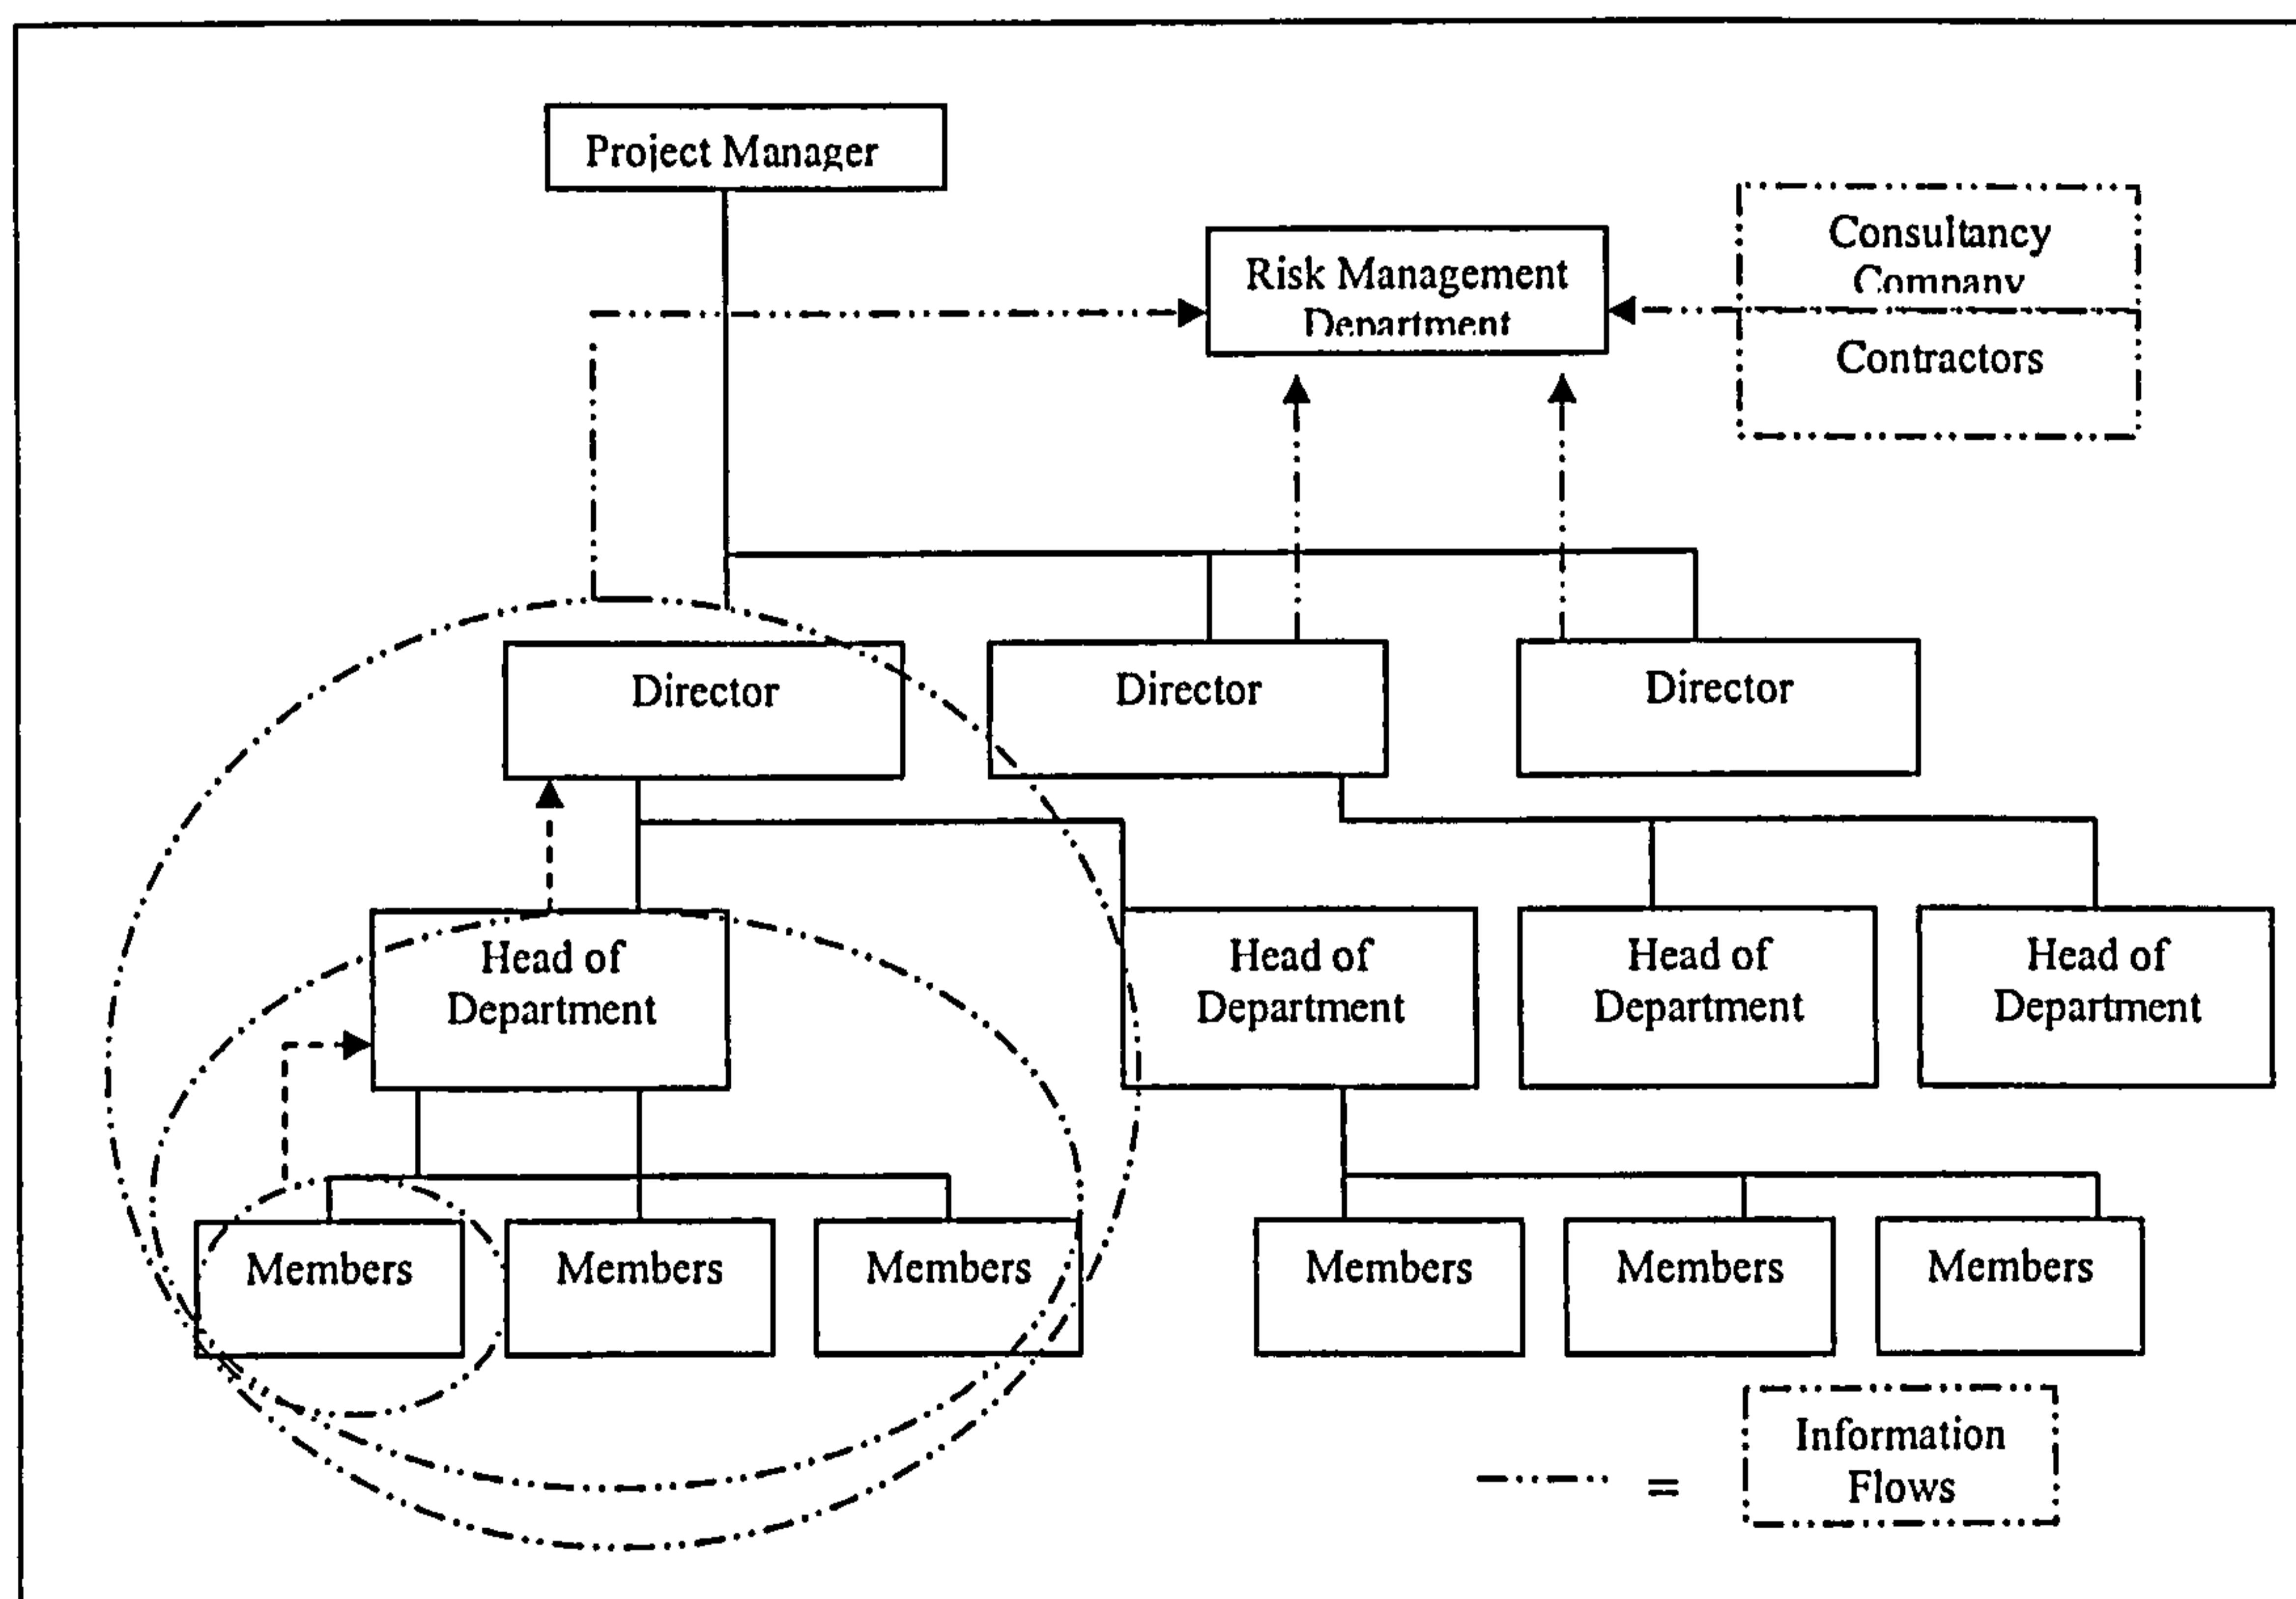 Project Manager
Consultancy
Company
Risk Management
Department
Contractors
Director
Director
Director
Head of
Department
Head of
Department
Head of
Department
Head of
Department
Members
Members
Members
Members
Members
Members
Information
Flows
=